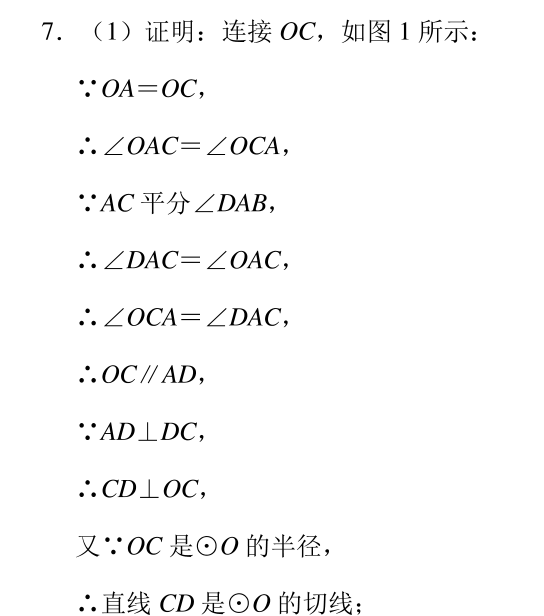 7. （1）证明：连接 OC，如图 1 所示：
∵OA＝OC，
∴∠OAC＝∠OCA，
∵AC 平分∠DAB，
∴∠DAC＝∠OAC，
∴∠OCA＝∠DAC，
∴OC∥AD，
∵AD⊥DC，
∴CD⊥OC，
又∵OC 是⊙O 的半径，
∴直线 CD 是⊙O 的切线；